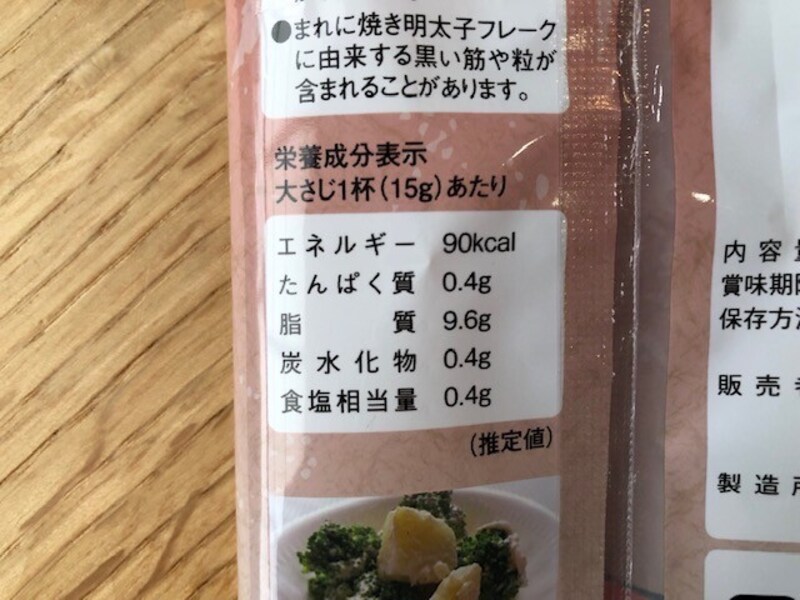 ●まれに焼き明太子フレーク
に由来する黒い筋や粒が
含まれることがあります。
栄養成分表示
大さじ1杯(15g)あたり
エネルギー 90kcal
たんぱく質 0.4g
脂質 9.6g
炭水化物 0.4g
食塩相当量 0.4g
(推定値)
内容
賞味期
保存方
販売
製造